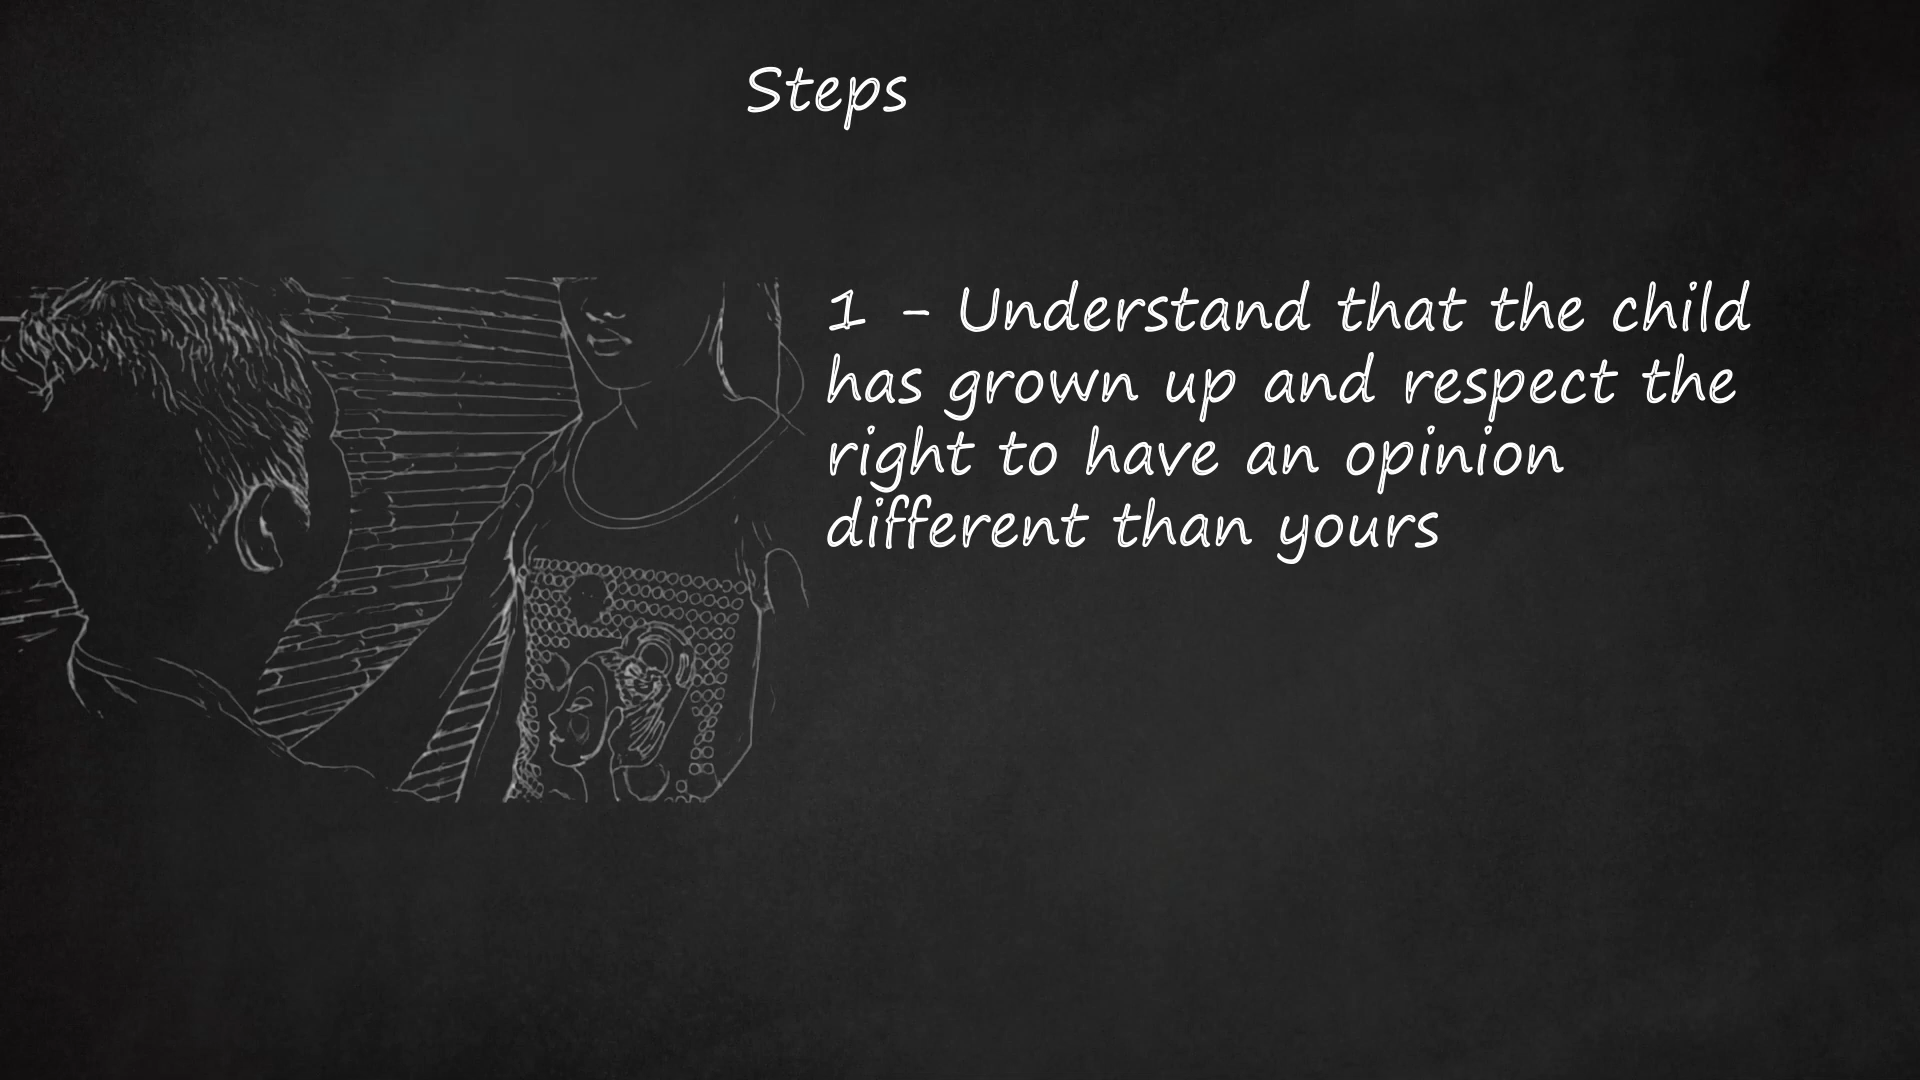 Steps
1 - Understand that the child
has grown up and respect the
right to have an opinion
different than yours